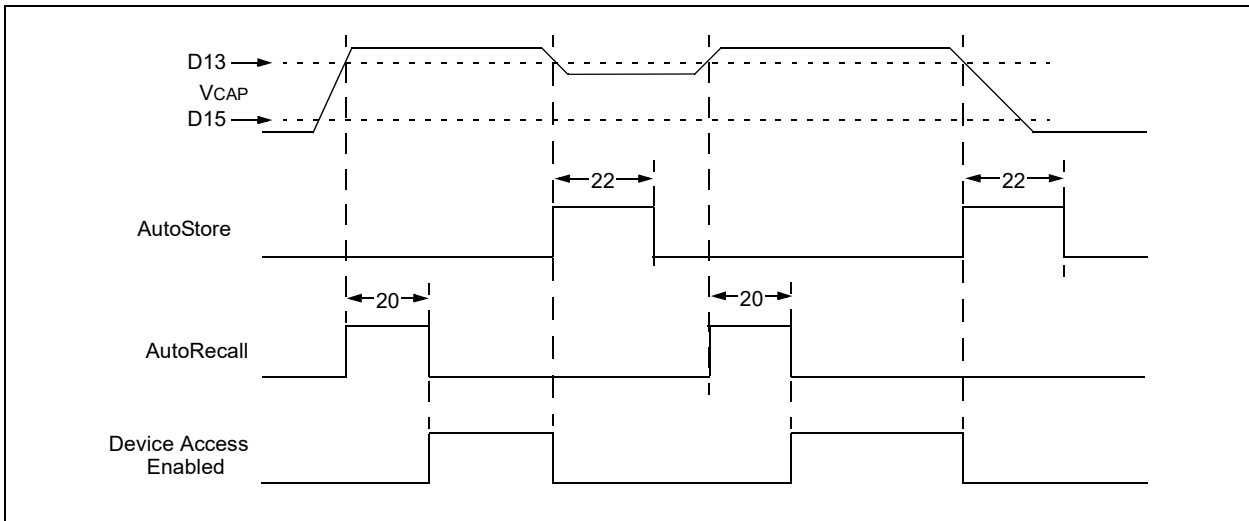 D13
VCAP
D15
22
22
AutoStore
20
20
AutoRecall
Device Access
Enabled